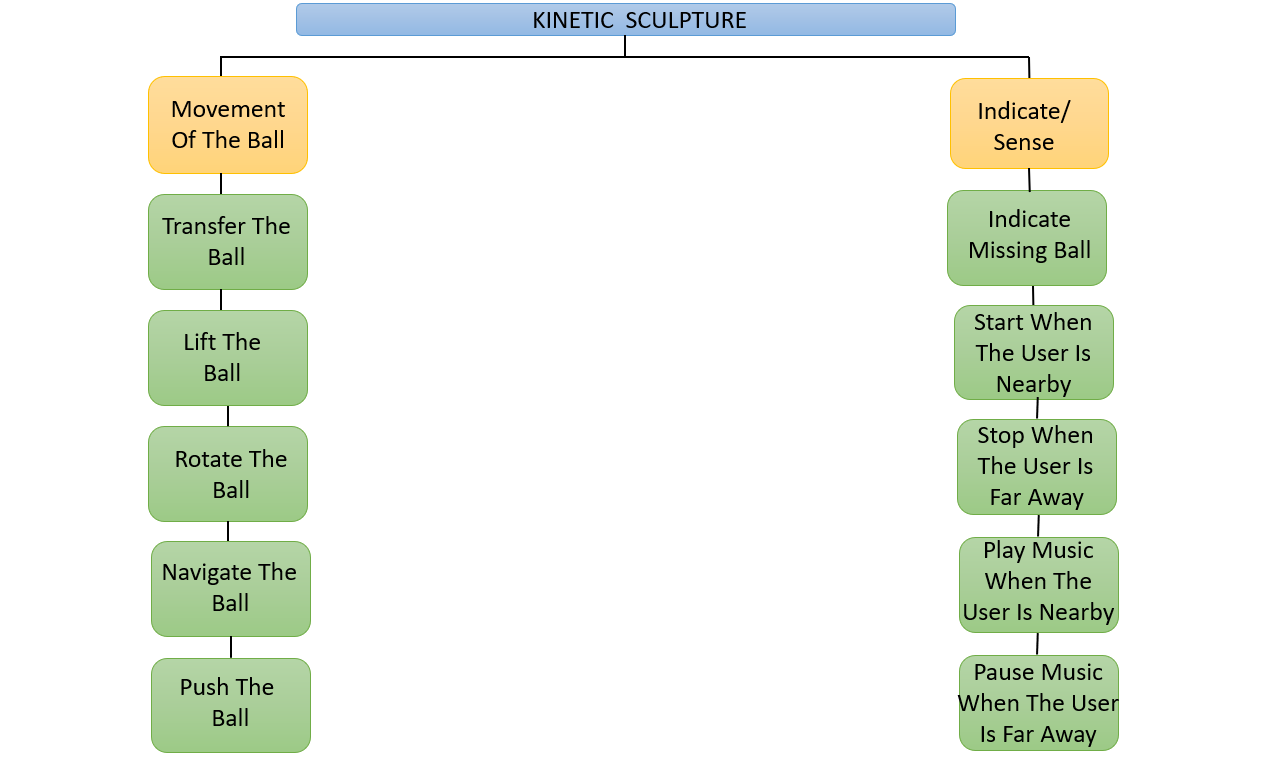 KINETIC  SCULPTURE
Movement
Of The Ball
Transfer The
Ball
Lift The
Ball
Rotate The
Ball
Navigate The
Ball
Push The
Ball
Indicate/
Sense
Indicate
Missing Ball
Start When
The User Is
Nearby
Stop When
The User Is
Far Away
Play Music
When The
User Is Nearby
Pause Music
When The User
Is Far Away